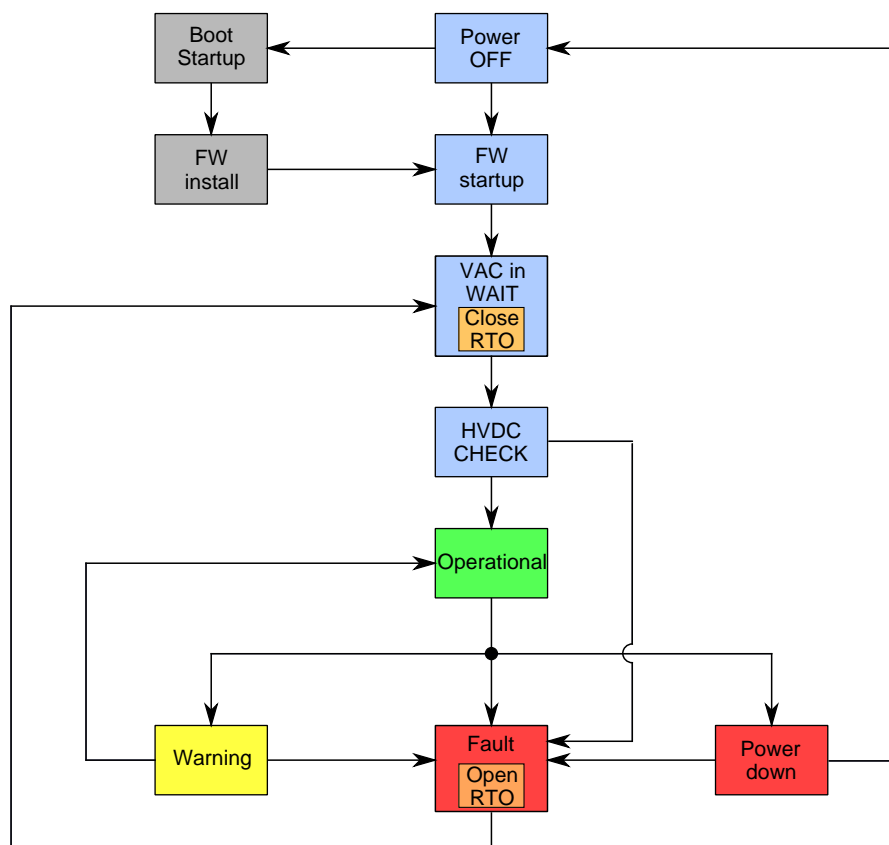 Boot
Startup
Power
OFF
FW
install
FW
startup
VAC in
WAIT
Close
RTO
HVDC
CHECK
Operational
Warning
Fault
Open
RTO
Power
down